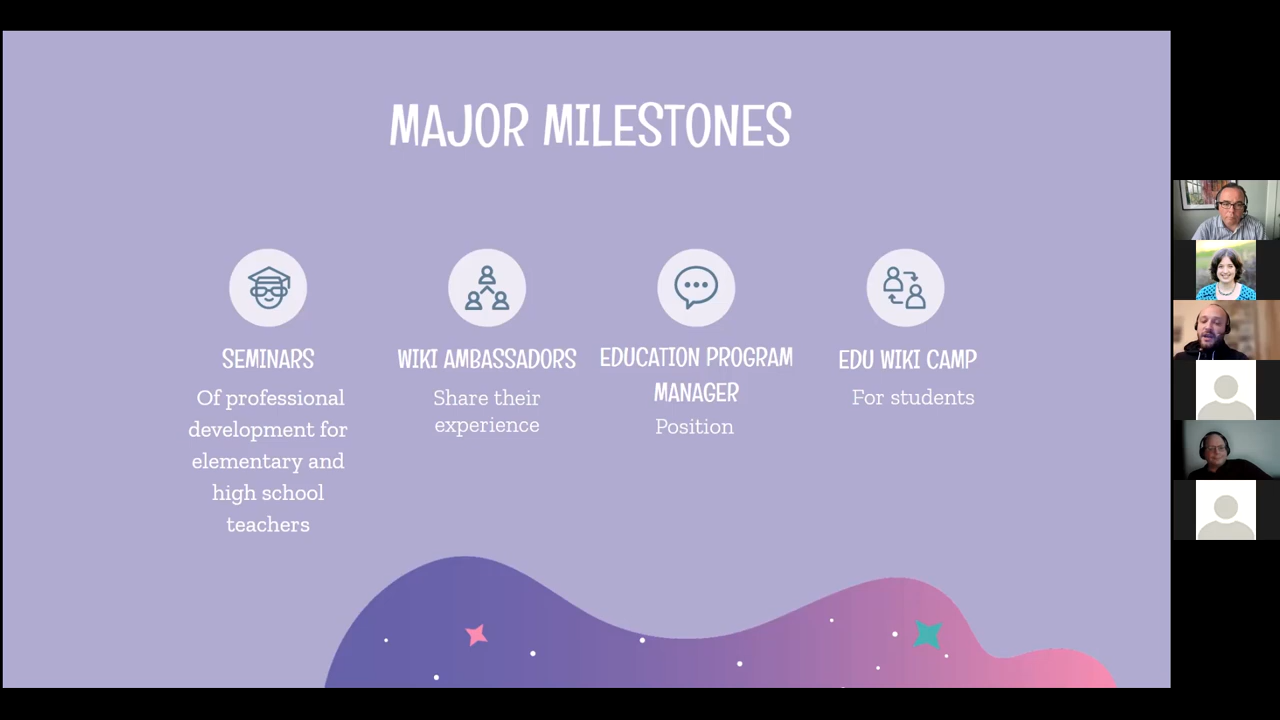 MAJOR MILESTONES
SEMINARS
Of professional
development for
elementary and
high school
teachers
WIKI AMBASSADORS
Share their
experience
EDUCATION PROGRAM
MANAGER
Position
EDU WIKI CAMP
For students